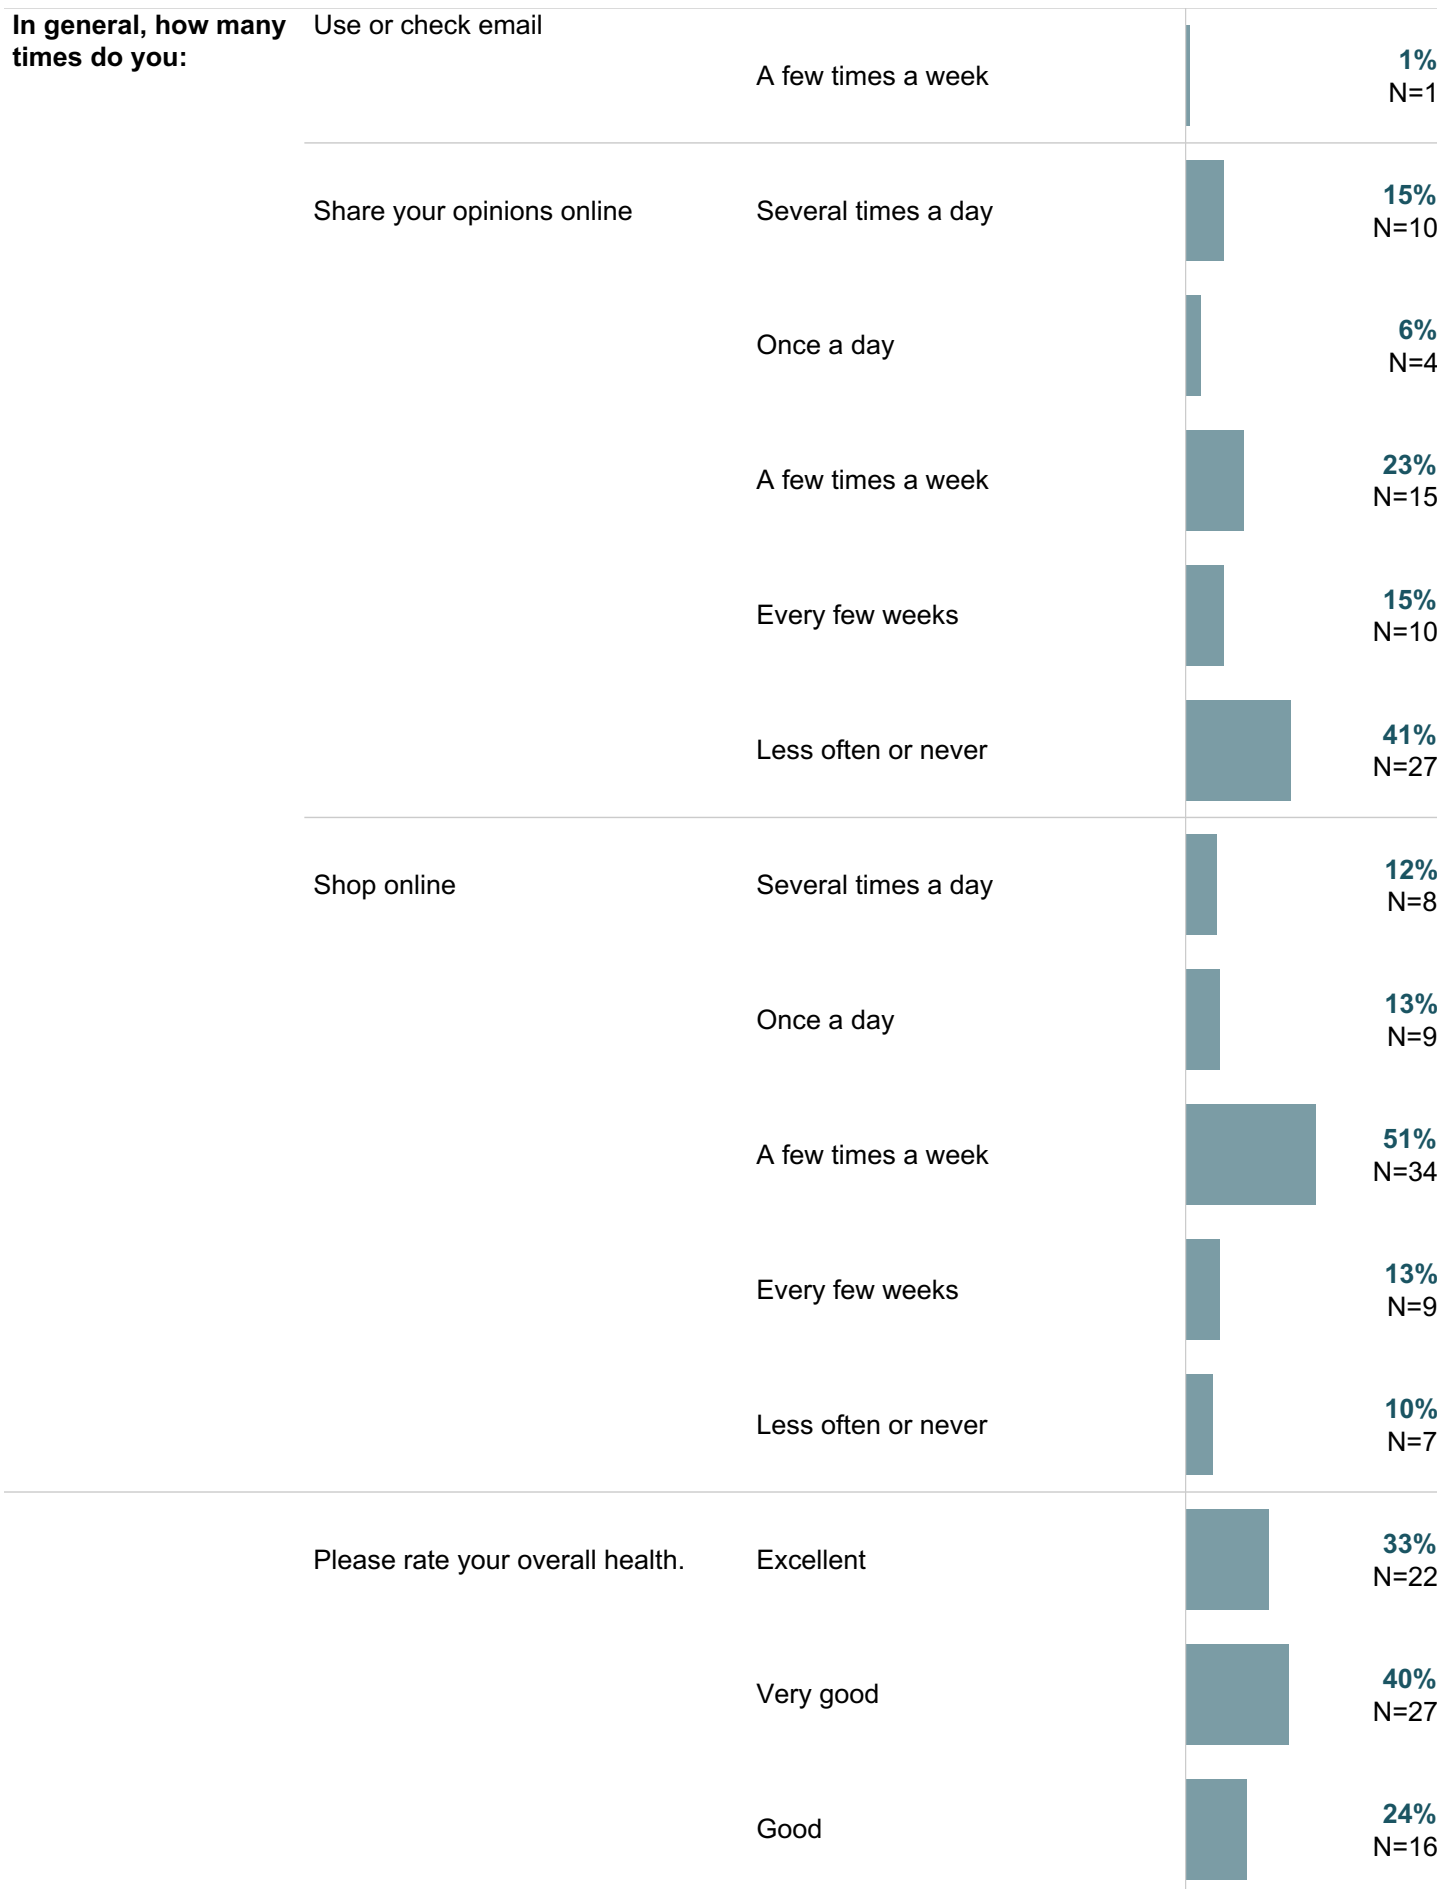 In general, how many
times do you:
Use or check email
A few times a week
1%
N=1
Share your opinions online
Several times a day
15%
N=10
Once a day
6%
N=4
A few times a week
23%
N=15
Every few weeks
15%
N=10
Less often or never
41%
N=27
Shop online
Several times a day
12%
N=8
Once a day
13%
N=9
A few times a week
51%
N=34
Every few weeks
13%
N=9
Less often or never
10%
N=7
Please rate your overall health.
Excellent
33%
N=22
Very good
40%
N=27
Good
24%
N=16